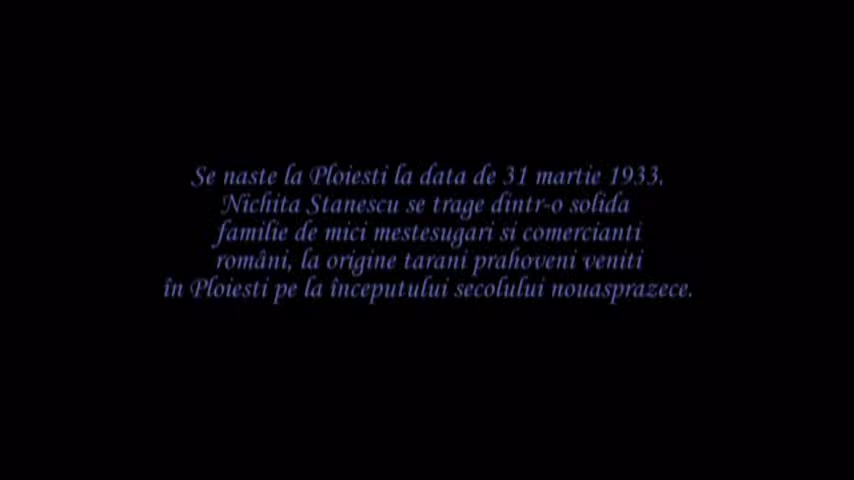 Se naste la Ploiesti la data de 31 martie 1933.
Nichita Stanescu se trage dintr-o solida
familie de mici mestesugari si comercianti
români, la origine tarani prahoveni veniti
în Ploiesti pe la începutului secolului nouasprazece.